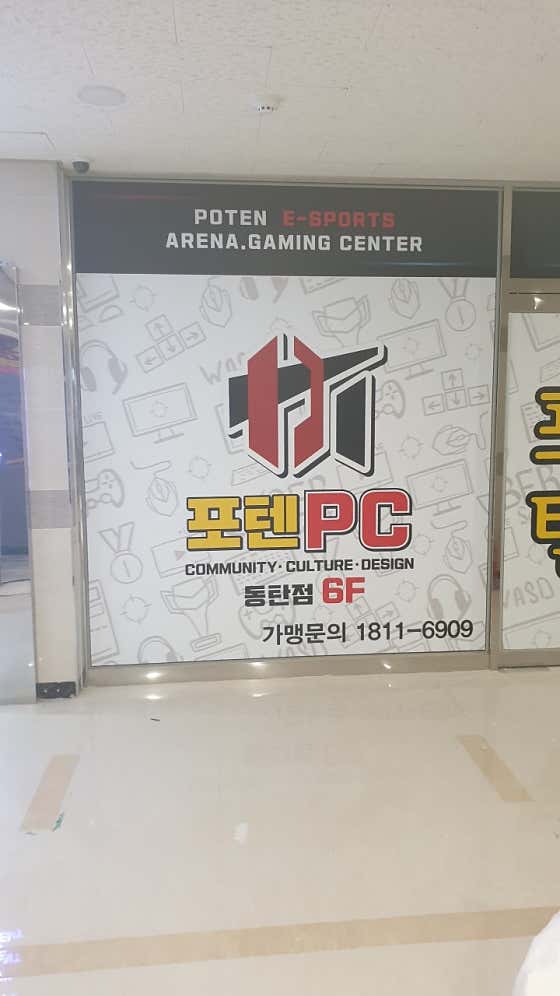 POTEN E-SPORTS
ARENA.GAMING CENTER
포텐PC
COMMUNITY·CULTURE·DESIGN
동탄점 6F
가맹문의 1811-6909